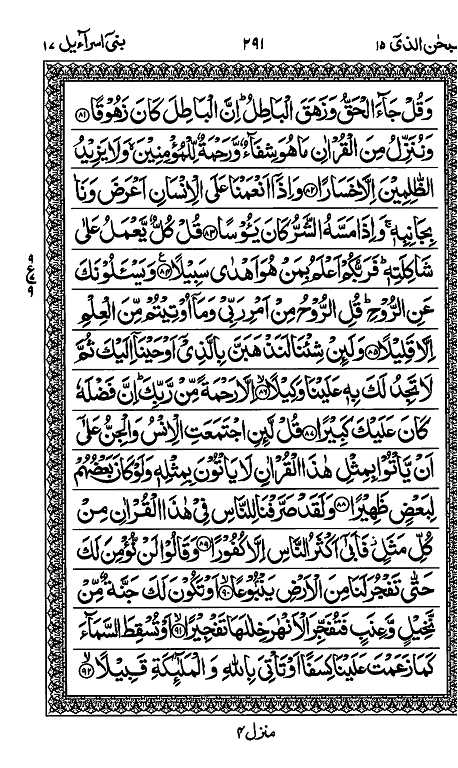 سبحٰن الذی ۱۵ ۲۹۱ بنی اسرآءیل ۱۷
وَقُلْ جَآءَ الْحَقُّ وَزَهَقَ الْبَاطِلُ ؕ اِنَّ الْبَاطِلَ كَانَ زَهُوْقًا ﴿۸۱﴾
وَنُنَزِّلُ مِنَ الْقُرْاٰنِ مَا هُوَ شِفَآءٌ وَّرَحْمَةٌ لِّلْمُؤْمِنِيْنَ ۙ وَلَا يَزِيْدُ
الظّٰلِمِيْنَ اِلَّا خَسَارًا ﴿۸۲﴾ وَاِذَاۤ اَنْعَمْنَا عَلَى الْاِنْسَانِ اَعْرَضَ وَنَاٰ
بِجَانِبِهٖ ۚ وَاِذَا مَسَّهُ الشَّرُّ كَانَ يَـُٔوْسًا ﴿۸۳﴾ قُلْ كُلٌّ يَّعْمَلُ عَلٰى
شَاكِلَتِهٖ ؕ فَرَبُّكُمْ اَعْلَمُ بِمَنْ هُوَ اَهْدٰى سَبِيْلًا ﴿۸۴﴾ وَيَسْـَٔلُوْنَكَ
۹ ع ۹
عَنِ الرُّوْحِ ؕ قُلِ الرُّوْحُ مِنْ اَمْرِ رَبِّيْ وَمَاۤ اُوْتِيْتُمْ مِّنَ الْعِلْمِ
اِلَّا قَلِيْلًا ﴿۸۵﴾ وَلَئِنْ شِئْنَا لَنَذْهَبَنَّ بِالَّذِيْۤ اَوْحَيْنَاۤ اِلَيْكَ ثُمَّ
لَا تَجِدُ لَكَ بِهٖ عَلَيْنَا وَكِيْلًا ﴿۸۶﴾ ۙ اِلَّا رَحْمَةً مِّنْ رَّبِّكَ ؕ اِنَّ فَضْلَهٗ
كَانَ عَلَيْكَ كَبِيْرًا ﴿۸۷﴾ قُلْ لَّئِنِ اجْتَمَعَتِ الْاِنْسُ وَالْجِنُّ عَلٰۤى
اَنْ يَّاْتُوْا بِمِثْلِ هٰذَا الْقُرْاٰنِ لَا يَاْتُوْنَ بِمِثْلِهٖ وَلَوْ كَانَ بَعْضُهُمْ
لِبَعْضٍ ظَهِيْرًا ﴿۸۸﴾ وَلَقَدْ صَرَّفْنَا لِلنَّاسِ فِيْ هٰذَا الْقُرْاٰنِ مِنْ
كُلِّ مَثَلٍ ؗ فَاَبٰۤى اَكْثَرُ النَّاسِ اِلَّا كُفُوْرًا ﴿۸۹﴾ وَقَالُوْا لَنْ نُّؤْمِنَ لَكَ
حَتّٰى تَفْجُرَ لَنَا مِنَ الْاَرْضِ يَنْۢبُوْعًا ﴿۹۰﴾ ۙ اَوْ تَكُوْنَ لَكَ جَنَّةٌ مِّنْ
نَّخِيْلٍ وَّعِنَبٍ فَتُفَجِّرَ الْاَنْهٰرَ خِلٰلَهَا تَفْجِيْرًا ﴿۹۱﴾ ۙ اَوْ تُسْقِطَ السَّمَآءَ
كَمَا زَعَمْتَ عَلَيْنَا كِسَفًا اَوْ تَاْتِيَ بِاللّٰهِ وَالْمَلٰٓئِكَةِ قَبِيْلًا ﴿۹۲﴾ ۙ
منزل ۴